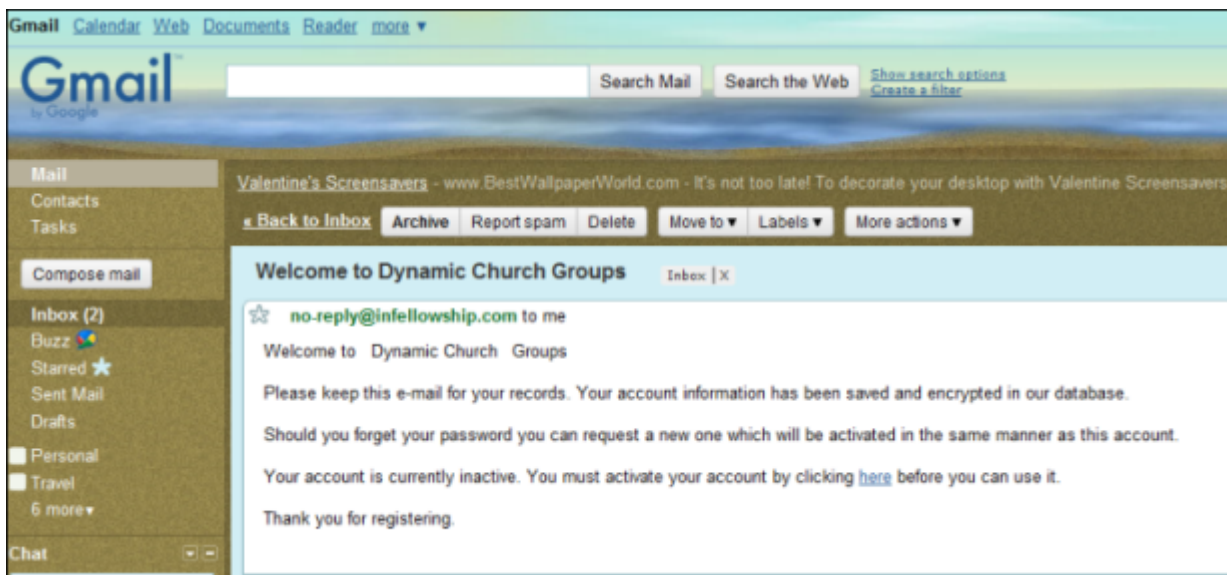 Gmail Calendar Web Documents Reader more ▼
Gmail™
by Google
Search Mail Search the Web Show search options
Create a filter
Mail
Contacts
Tasks
Compose mail
Inbox (2)
Buzz
Starred
Sent Mail
Drafts
Personal
Travel
6 more▼
Chat
Valentine's Screensavers - www.BestWallpaperWorld.com - It's not too late! To decorate your desktop with Valentine Screensavers
« Back to Inbox Archive Report spam Delete Move to ▼ Labels ▼ More actions ▼
Welcome to Dynamic Church Groups Inbox | X
no-reply@infellowship.com to me
Welcome to Dynamic Church Groups
Please keep this e-mail for your records. Your account information has been saved and encrypted in our database.
Should you forget your password you can request a new one which will be activated in the same manner as this account.
Your account is currently inactive. You must activate your account by clicking here before you can use it.
Thank you for registering.